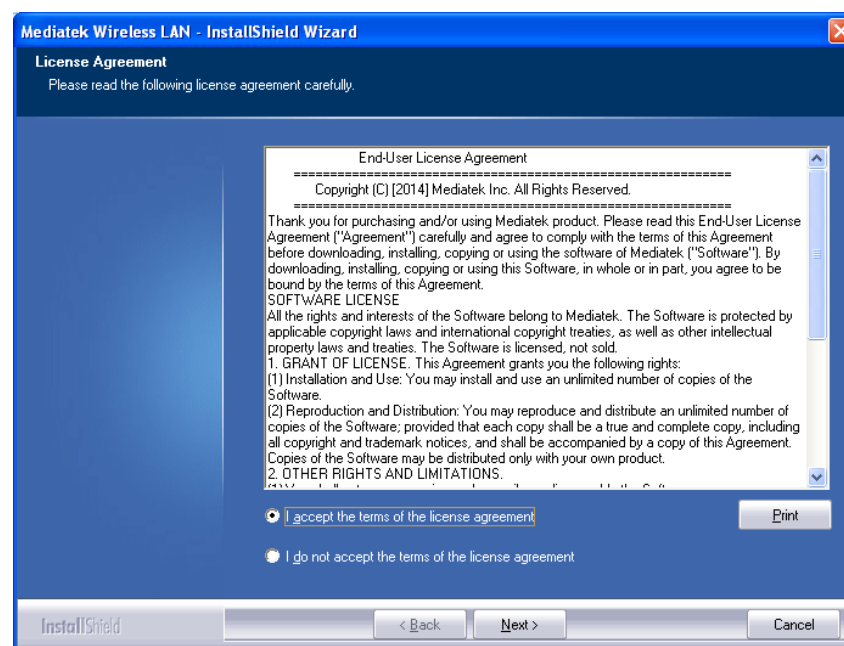 Mediatek Wireless LAN - InstallShield Wizard
License Agreement
Please read the following license agreement carefully.
End-User License Agreement
===========================================================
Copyright (C) [2014] Mediatek Inc. All Rights Reserved.
===========================================================
Thank you for purchasing and/or using Mediatek product. Please read this End-User License
Agreement ("Agreement") carefully and agree to comply with the terms of this Agreement
before downloading, installing, copying or using the software of Mediatek ("Software"). By
downloading, installing, copying or using this Software, in whole or in part, you agree to be
bound by the terms of this Agreement.
SOFTWARE LICENSE
All the rights and interests of the Software belong to Mediatek. The Software is protected by
applicable copyright laws and international copyright treaties, as well as other intellectual
property laws and treaties. The Software is licensed, not sold.
1. GRANT OF LICENSE. This Agreement grants you the following rights:
(1) Installation and Use: You may install and use an unlimited number of copies of the
Software.
(2) Reproduction and Distribution: You may reproduce and distribute an unlimited number of
copies of the Software; provided that each copy shall be a true and complete copy, including
all copyright and trademark notices, and shall be accompanied by a copy of this Agreement.
Copies of the Software may be distributed only with your own product.
2. OTHER RIGHTS AND LIMITATIONS.
I accept the terms of the license agreement
Print
I do not accept the terms of the license agreement
InstallShield
< Back
Next >
Cancel